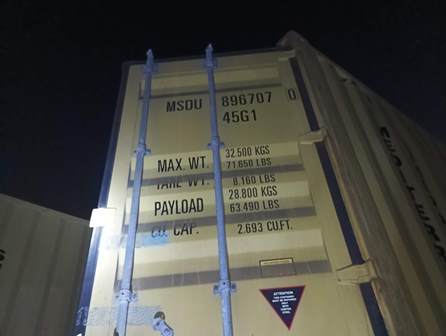 MSDU 896707 0
45G1
MAX. WT. 32.500 KGS
71.650 LBS
TARE WT.
8.160 LBS
PAYLOAD 28.800 KGS
63.490 LBS
CU. CAP. 2.693 CU.FT.
ATTENTION